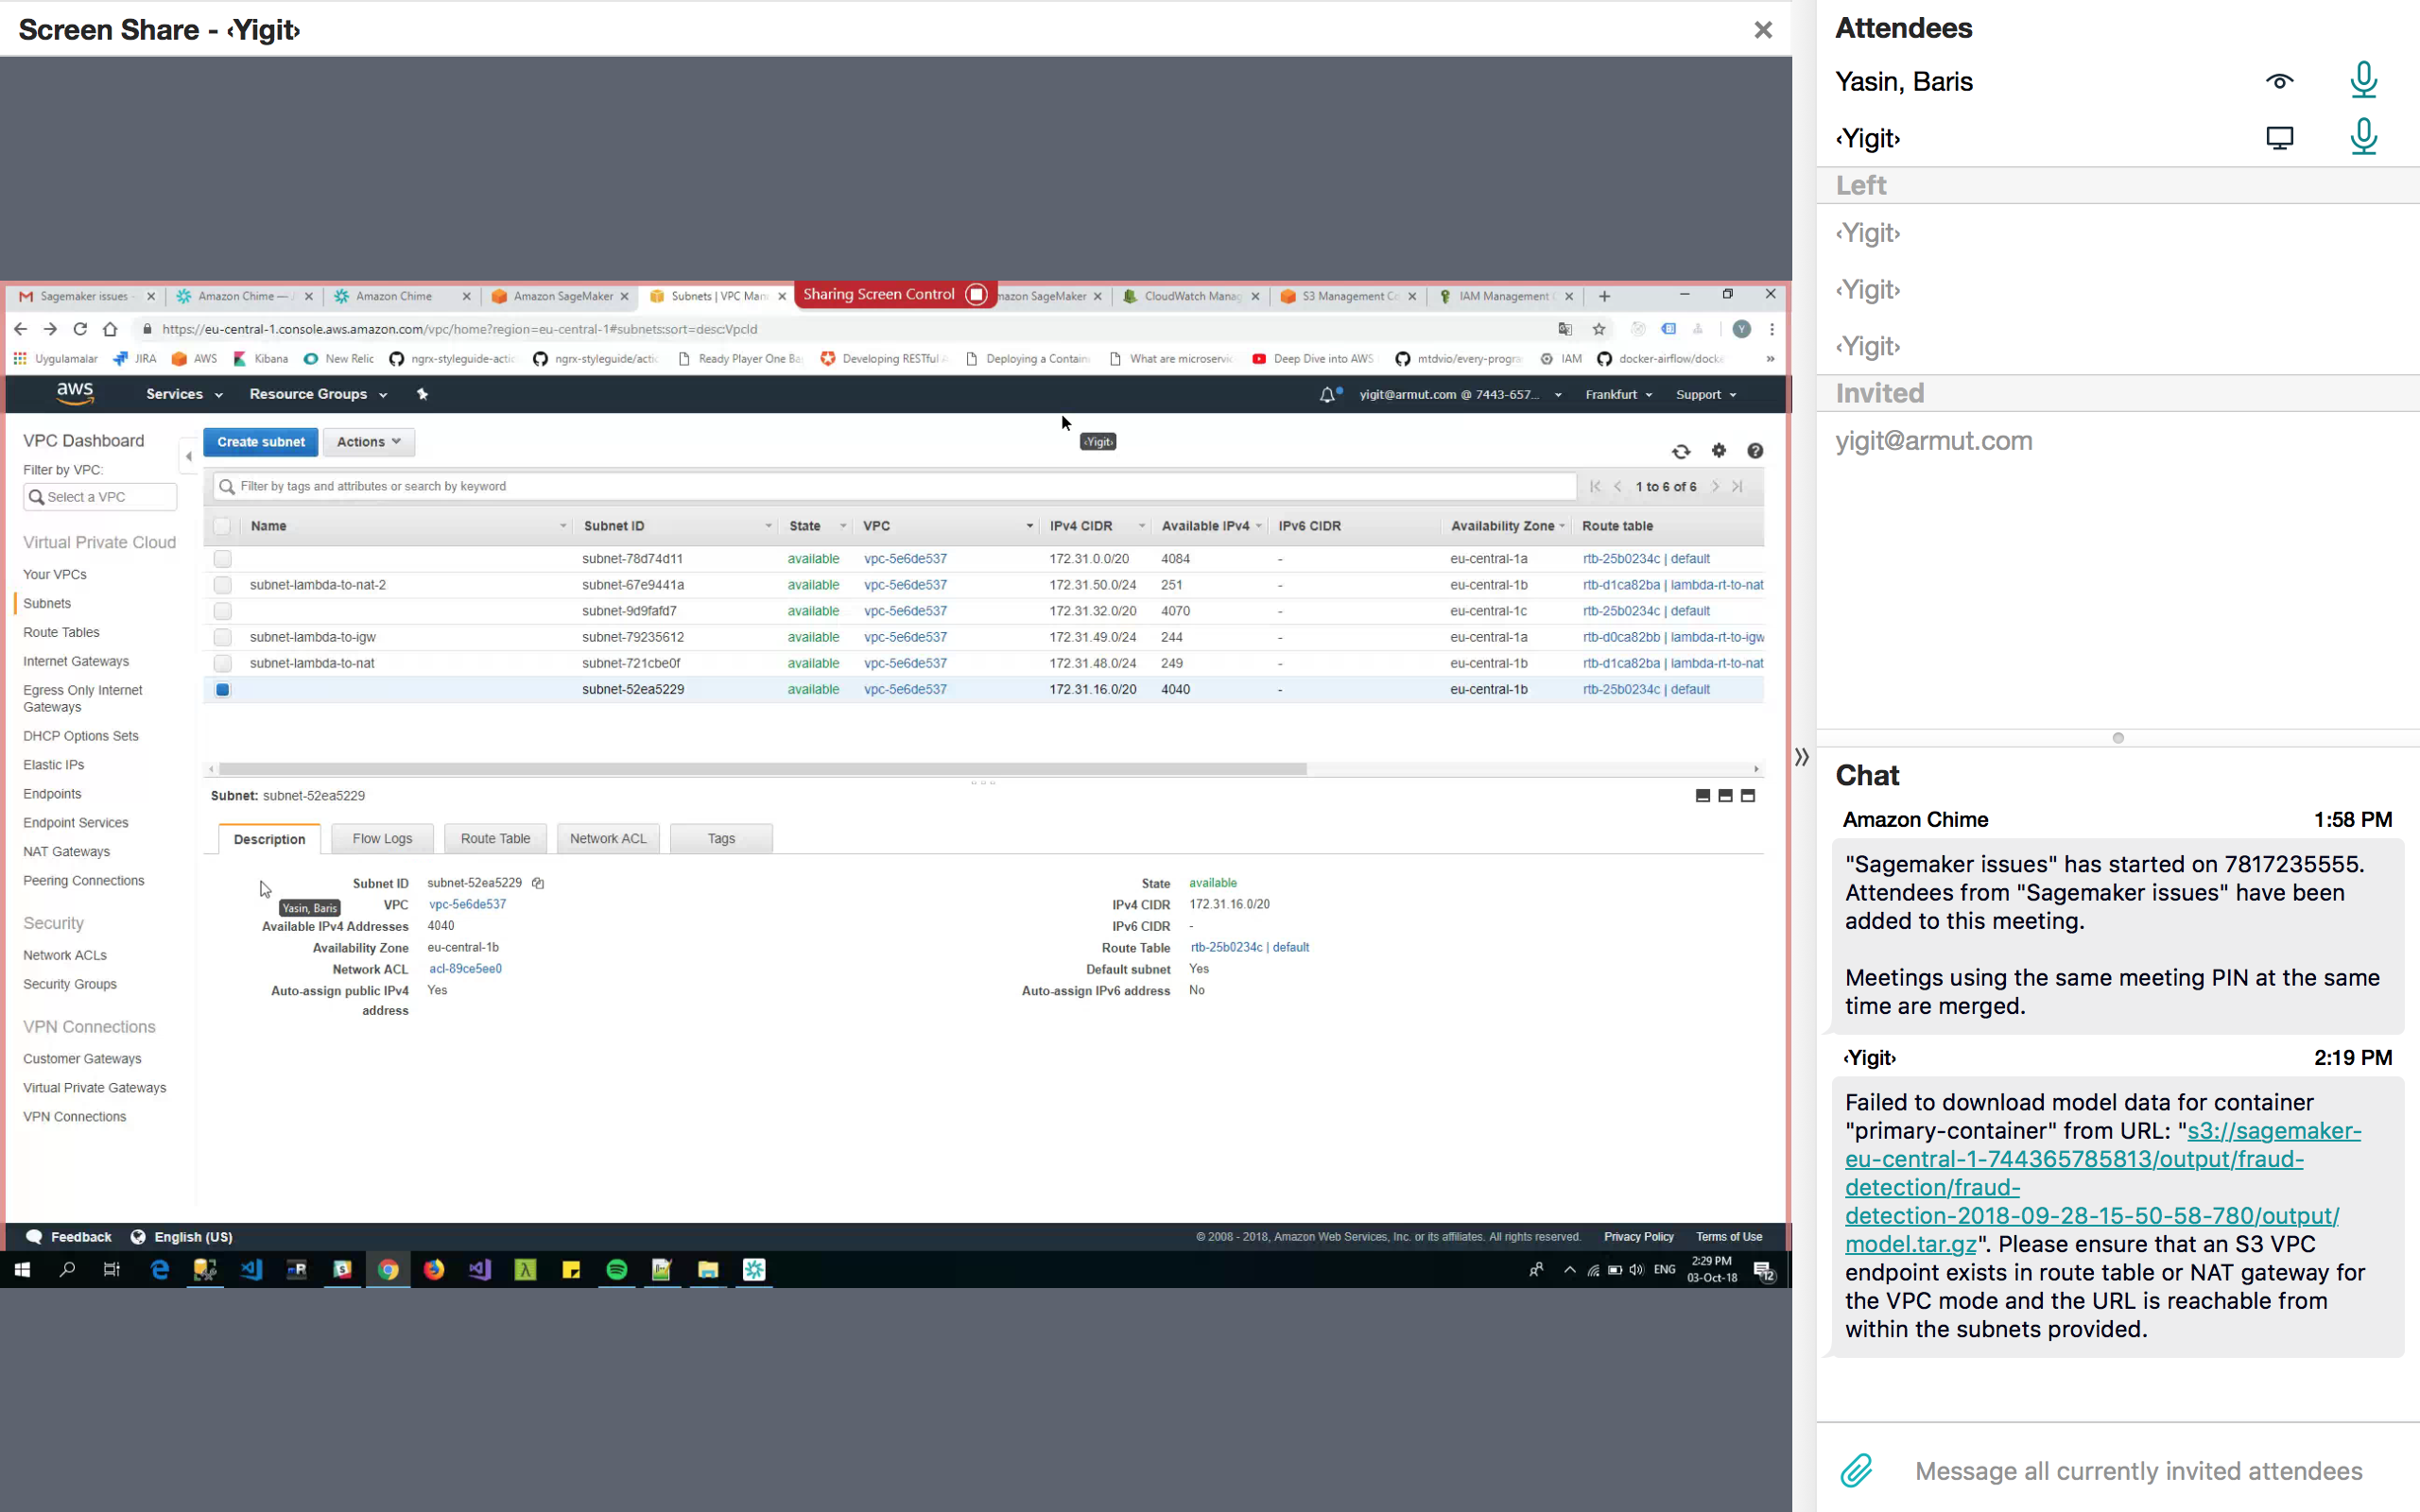 Screen Share - ‹Yigit›
Sagemaker issues -
Amazon Chime —
Amazon Chime
Amazon SageMaker
Subnets | VPC Man
Sharing Screen Control
mazon SageMaker
CloudWatch Manag
S3 Management Co
IAM Management C
https://eu-central-1.console.aws.amazon.com/vpc/home?region=eu-central-1#subnets:sort=desc:VpcId
Uygulamalar
JIRA
AWS
Kibana
New Relic
ngrx-styleguide-actic
ngrx-styleguide/actic
Ready Player One Ba
Developing RESTful
Deploying a Contain
What are microservic
Deep Dive into AWS
mtdvio/every-progra
IAM
docker-airflow/docke
»
aws
Services
Resource Groups
yigit@armut.com @ 7443-657...
Frankfurt
Support
VPC Dashboard
Filter by VPC:
Select a VPC
Virtual Private Cloud
Your VPCs
Subnets
Route Tables
Internet Gateways
Egress Only Internet
Gateways
DHCP Options Sets
Elastic IPs
Endpoints
Endpoint Services
NAT Gateways
Peering Connections
Security
Network ACLs
Security Groups
VPN Connections
Customer Gateways
Virtual Private Gateways
VPN Connections
Create subnet
Actions
‹Yigit›
Filter by tags and attributes or search by keyword
1 to 6 of 6
Name Subnet ID State VPC IPv4 CIDR Available IPv4 IPv6 CIDR Availability Zone Route table
subnet-78d74d11 available vpc-5e6de537 172.31.0.0/20 4084 - eu-central-1a rtb-25b0234c | default
subnet-lambda-to-nat-2 subnet-67e9441a available vpc-5e6de537 172.31.50.0/24 251 - eu-central-1b rtb-d1ca82ba | lambda-rt-to-nat
subnet-9d9fafd7 available vpc-5e6de537 172.31.32.0/20 4070 - eu-central-1c rtb-25b0234c | default
subnet-lambda-to-igw subnet-79235612 available vpc-5e6de537 172.31.49.0/24 244 - eu-central-1a rtb-d0ca82bb | lambda-rt-to-igw
subnet-lambda-to-nat subnet-721cbe0f available vpc-5e6de537 172.31.48.0/24 249 - eu-central-1b rtb-d1ca82ba | lambda-rt-to-nat
subnet-52ea5229 available vpc-5e6de537 172.31.16.0/20 4040 - eu-central-1b rtb-25b0234c | default
Subnet: subnet-52ea5229
Description
Flow Logs
Route Table
Network ACL
Tags
Subnet ID subnet-52ea5229
Yasin, Baris
VPC vpc-5e6de537
Available IPv4 Addresses 4040
Availability Zone eu-central-1b
Network ACL acl-89ce5ee0
Auto-assign public IPv4 Yes
address
State available
IPv4 CIDR 172.31.16.0/20
IPv6 CIDR -
Route Table rtb-25b0234c | default
Default subnet Yes
Auto-assign IPv6 address No
Feedback
English (US)
© 2008 - 2018, Amazon Web Services, Inc. or its affiliates. All rights reserved.
Privacy Policy
Terms of Use
ENG
2:29 PM
03-Oct-18
12
Attendees
Yasin, Baris
‹Yigit›
Left
‹Yigit›
‹Yigit›
‹Yigit›
Invited
yigit@armut.com
Chat
Amazon Chime 1:58 PM
"Sagemaker issues" has started on 7817235555.
Attendees from "Sagemaker issues" have been
added to this meeting.
Meetings using the same meeting PIN at the same
time are merged.
‹Yigit› 2:19 PM
Failed to download model data for container
"primary-container" from URL: "s3://sagemaker-
eu-central-1-744365785813/output/fraud-
detection/fraud-
detection-2018-09-28-15-50-58-780/output/
model.tar.gz". Please ensure that an S3 VPC
endpoint exists in route table or NAT gateway for
the VPC mode and the URL is reachable from
within the subnets provided.
Message all currently invited attendees